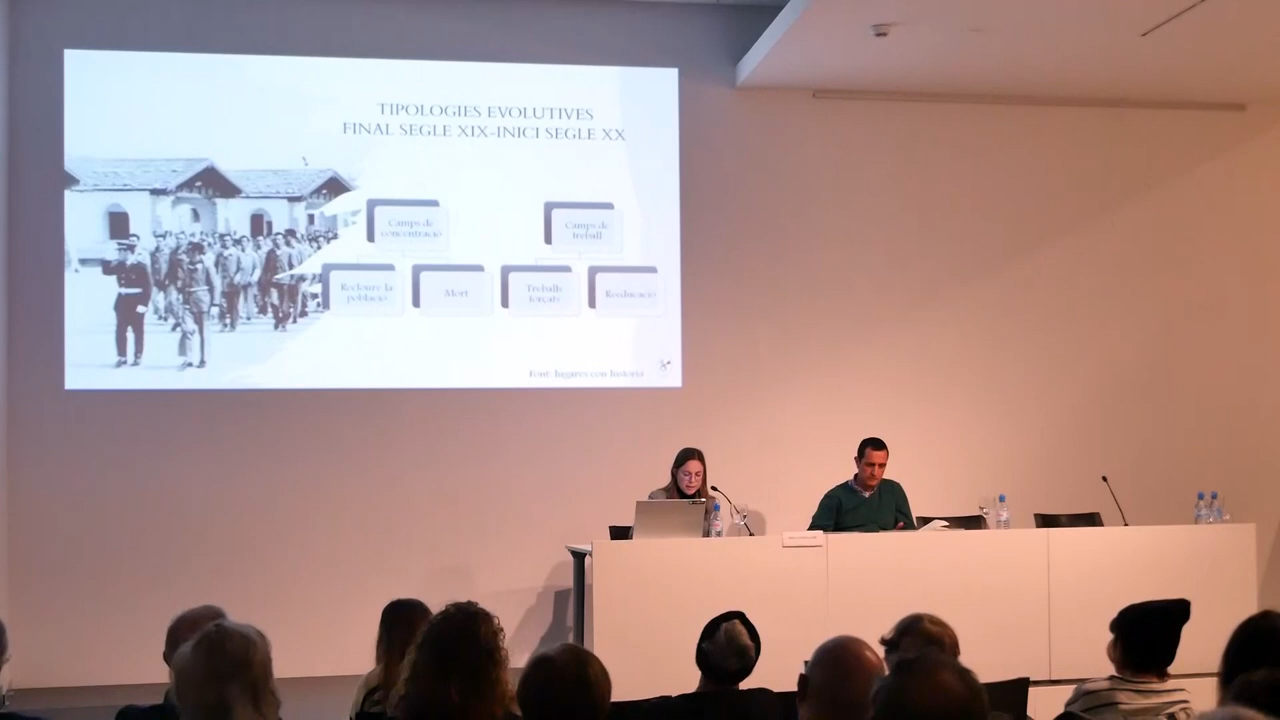 TIPOLOGIES EVOLUTIVES
FINAL SEGLE XIX-INICI SEGLE XX
Camps de
concentració
Camps de
treball
Recloure la
població
Mort
Treballs
forçats
Reeducació
Font: lugares con historia